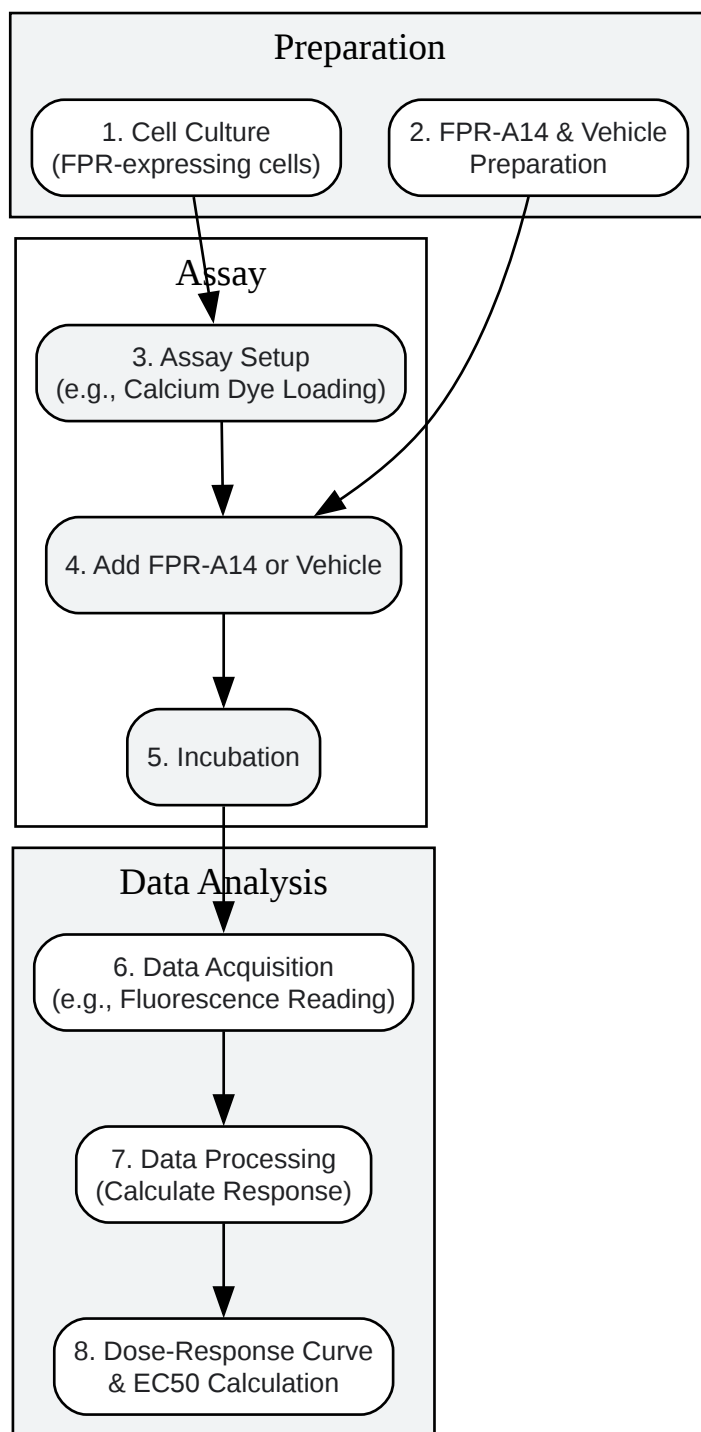 Preparation
1. Cell Culture
(FPR-expressing cells)
2. FPR-A14 & Vehicle
Preparation
Assay
3. Assay Setup
(e.g., Calcium Dye Loading)
4. Add FPR-A14 or Vehicle
5. Incubation
Data Analysis
6. Data Acquisition
(e.g., Fluorescence Reading)
7. Data Processing
(Calculate Response)
8. Dose-Response Curve
& EC50 Calculation